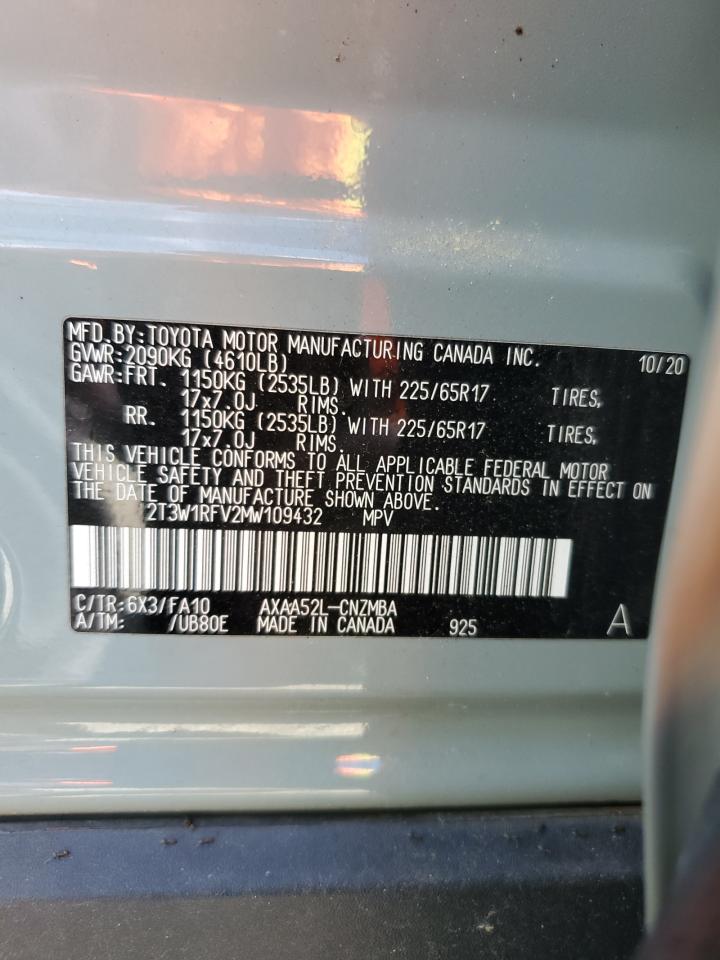 MFD.BY:TOYOTA MOTOR MANUFACTURING CANADA INC. 10/20
GVWR:2090KG (4610LB)
GAWR:FRT. 1150KG (2535LB) WITH 225/65R17 TIRES,
17x7.0J RIMS.
RR. 1150KG (2535LB) WITH 225/65R17 TIRES,
17x7.0J RIMS.
THIS VEHICLE CONFORMS TO ALL APPLICABLE FEDERAL MOTOR
VEHICLE SAFETY AND THEFT PREVENTION STANDARDS IN EFFECT ON
THE DATE OF MANUFACTURE SHOWN ABOVE.
2T3W1RFV2MW109432 MPV
C/TR:6X3/FA10 AXAA52L-CNZMBA
A/TM: /UB80E MADE IN CANADA 925 A